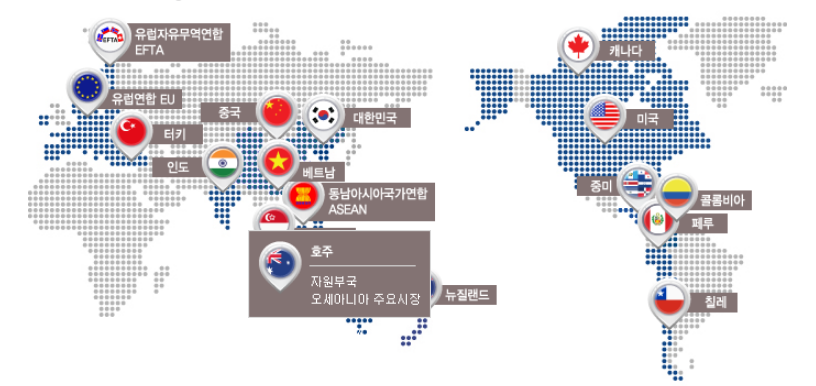 유럽자유무역연합
EFTA
EFTA
캐나다
유럽연합 EU
중국
대한민국
미국
터키
인도
베트남
중미
동남아시아국가연합
ASEAN
콜롬비아
페루
호주
자원부국
오세아니아 주요시장
뉴질랜드
칠레